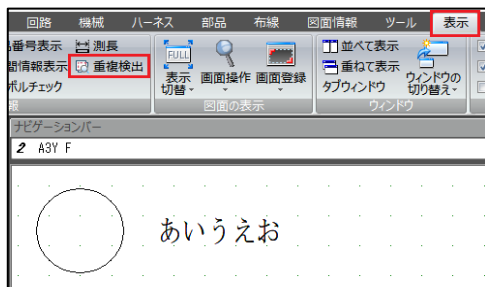 回路 機械 ハーネス 部品 布線 図面情報 ツール 表示
番号表示 測長
間情報表示 重複検出
ボルチェック
報
FULL
表示切替 画面操作 画面登録
図面の表示
並べて表示
重ねて表示
タブウィンドウ
ウィンドウの切り替え
ウィンドウ
ナビゲーションバー
2 A3Y F
あいうえお